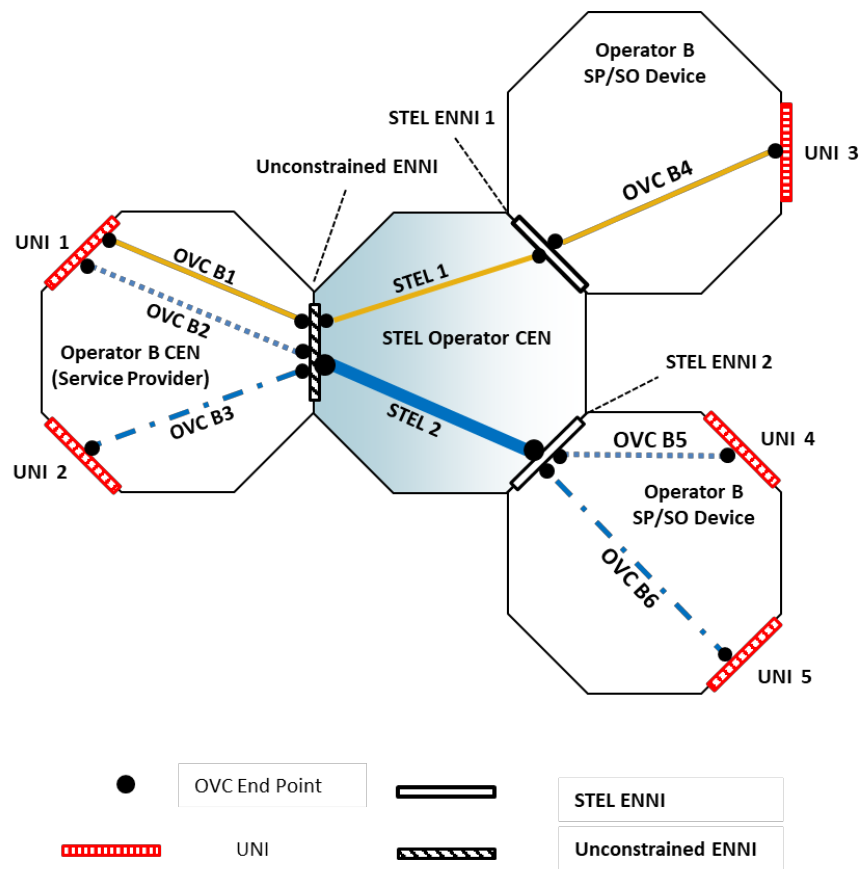 Operator B
SP/SO Device
STEL ENNI 1
UNI 3
Unconstrained
ENNI
OVC B4
UNI 1
OVC B1
STEL 1
OVC B2
Operator B CEN
(Service Provider)
STEL Operator CEN
STEL ENNI 2
OVC B3
STEL 2
UNI 2
OVC B5
UNI 4
Operator B
SP/SO Device
OVC B6
UNI 5
OVC End Point
STEL ENNI
UNI
Unconstrained ENNI